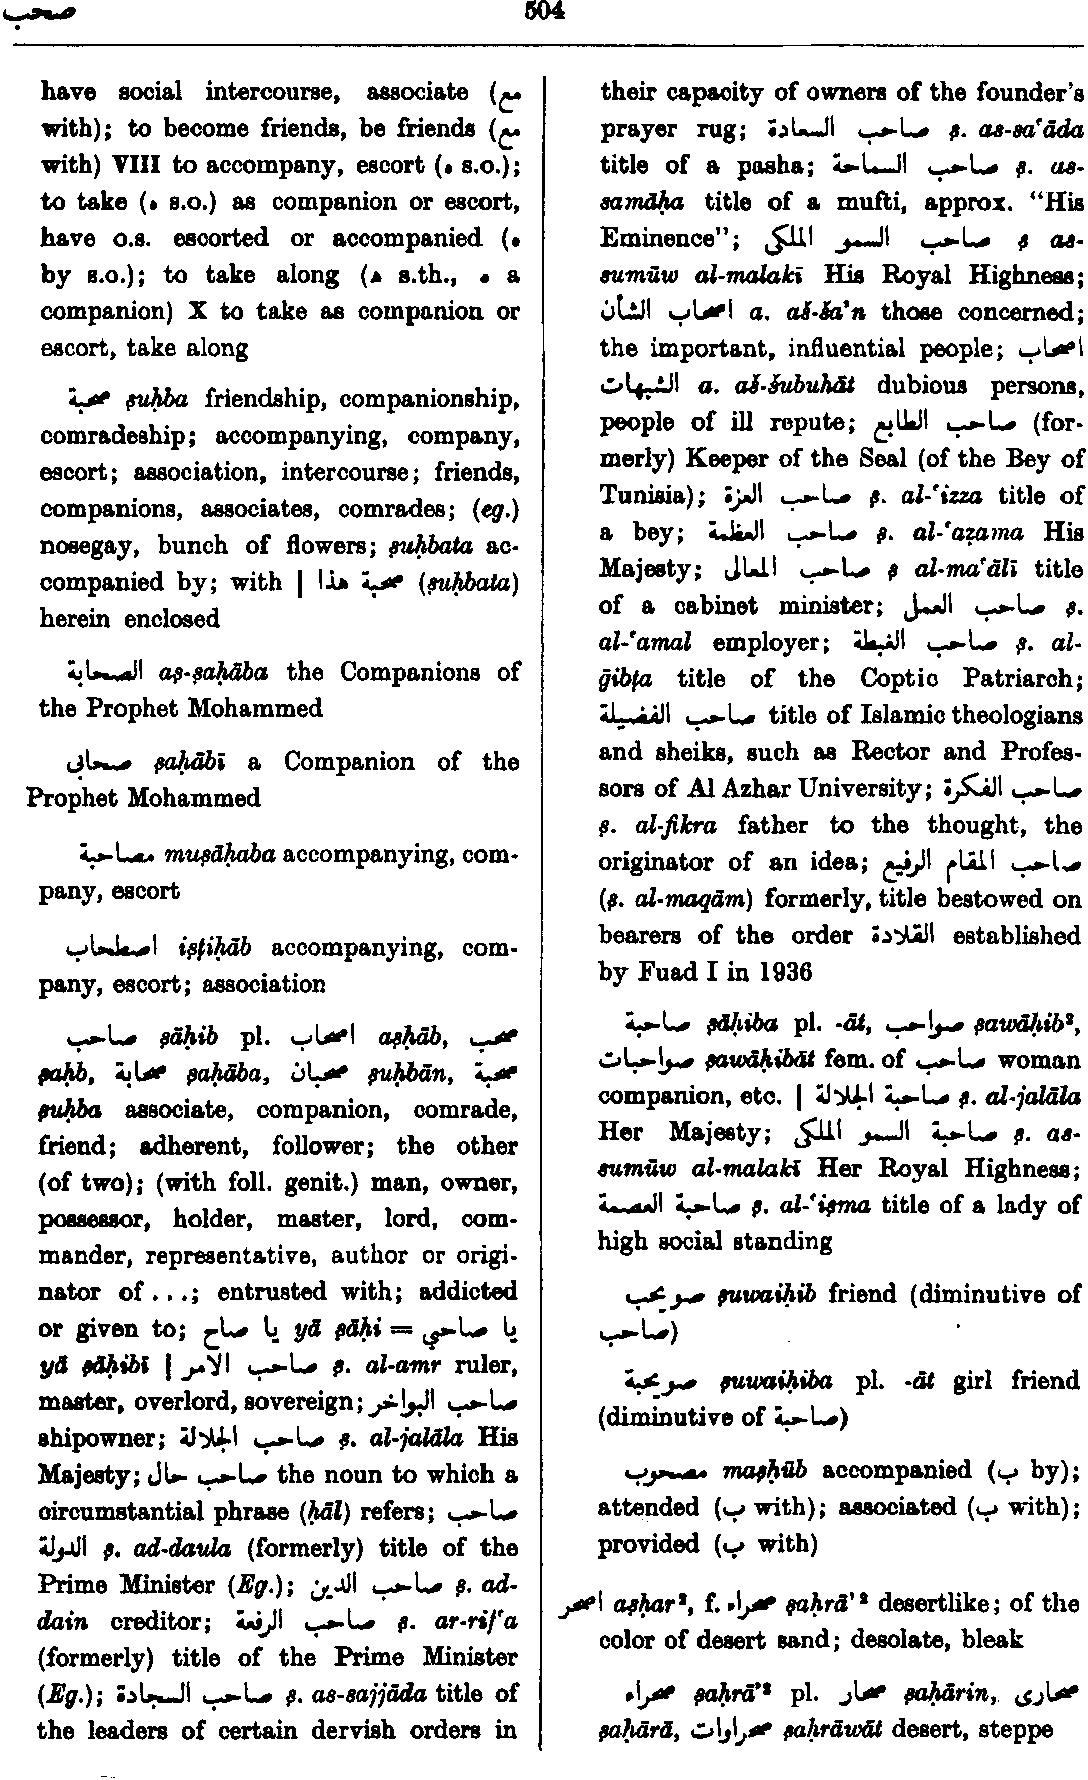 صحب
504
have social intercourse, associate (مع
with); to become friends, be friends (مع
with) VIII to accompany, escort (ه s.o.);
to take (ه s.o.) as companion or escort,
have o.s. escorted or accompanied (ه
by s.o.); to take along (ه s.th., ه a
companion) X to take as companion or
escort, take along
صحبة ṣuḥba friendship, companionship,
comradeship; accompanying, company,
escort; association, intercourse; friends,
companions, associates, comrades; (eg.)
nosegay, bunch of flowers; ṣuḥbata ac-
companied by; with | صحبة هذا (ṣuḥbata)
herein enclosed
الصحابة aṣ-ṣaḥāba the Companions of
the Prophet Mohammed
صحابى ṣaḥābī a Companion of the
Prophet Mohammed
مصاحبة muṣāḥaba accompanying, com-
pany, escort
اصطحاب iṣṭiḥāb accompanying, com-
pany, escort; association
صاحب ṣāḥib pl. اصحاب aṣḥāb, صحب
ṣaḥb, صحابة ṣaḥāba, صحبان ṣuḥbān, صحبة
ṣuḥba associate, companion, comrade,
friend; adherent, follower; the other
(of two); (with foll. genit.) man, owner,
possessor, holder, master, lord, com-
mander, representative, author or origi-
nator of ...; entrusted with; addicted
or given to; يا صاح yā ṣāḥi = يا صاحبي
yā ṣāḥibī | صاحب الامر ṣ. al-amr ruler,
master, overlord, sovereign; صاحب البواخر
shipowner; صاحب الجلالة ṣ. al-jalāla His
Majesty; صاحب حال the noun to which a
circumstantial phrase (ḥāl) refers; صاحب
الدولة ṣ. ad-daula (formerly) title of the
Prime Minister (Eg.); صاحب الدين ṣ. ad-
dain creditor; صاحب الرفعة ṣ. ar-rif‘a
(formerly) title of the Prime Minister
(Eg.); صاحب السجادة ṣ. as-sajjāda title of
the leaders of certain dervish orders in
their capacity of owners of the founder's
prayer rug; صاحب السعادة ṣ. as-sa‘āda
title of a pasha; صاحب السماحة ṣ. as-
samāḥa title of a mufti, approx. “His
Eminence”; صاحب السمو الملكى ṣ as-
sumūw al-malakī His Royal Highness;
اصحاب الشأن a. aš-ša’n those concerned;
the important, influential people; اصحاب
الشبهات a. aš-šubuhāt dubious persons,
people of ill repute; صاحب الطابع (for-
merly) Keeper of the Seal (of the Bey of
Tunisia); صاحب العزة ṣ. al-‘izza title of
a bey; صاحب العظمة ṣ. al-‘aẓama His
Majesty; صاحب المعالى ṣ al-ma‘ālī title
of a cabinet minister; صاحب العمل ṣ.
al-‘amal employer; صاحب الغبطة ṣ. al-
ḡibṭa title of the Coptic Patriarch;
صاحب الفضيلة title of Islamic theologians
and sheiks, such as Rector and Profes-
sors of Al Azhar University; صاحب الفكرة
ṣ. al-fikra father to the thought, the
originator of an idea; صاحب المقام الرفيع
(ṣ. al-maqām) formerly, title bestowed on
bearers of the order القلادة established
by Fuad I in 1936
صاحبة ṣāḥiba pl. -āt, صواحب ṣawāḥib²,
صواحبات ṣawāḥibāt fem. of صاحب woman
companion, etc. | صاحبة الجلالة ṣ. al-jalāla
Her Majesty; صاحبة السمو الملكى ṣ. as-
sumūw al-malakī Her Royal Highness;
صاحبة العصمة ṣ. al-‘iṣma title of a lady of
high social standing
صويحب ṣuwaiḥib friend (diminutive of
صاحب)
صويحبة ṣuwaiḥiba pl. -āt girl friend
(diminutive of صاحبة)
مصحوب maṣḥūb accompanied (ب by);
attended (ب with); associated (ب with);
provided (ب with)
اصحر aṣḥar², f. صحراء ṣaḥrā’² desertlike; of the
color of desert sand; desolate, bleak
صحراء ṣaḥrā’² pl. صحار ṣaḥārin, صحارى
ṣaḥārā, صحراوات ṣaḥrāwāt desert, steppe